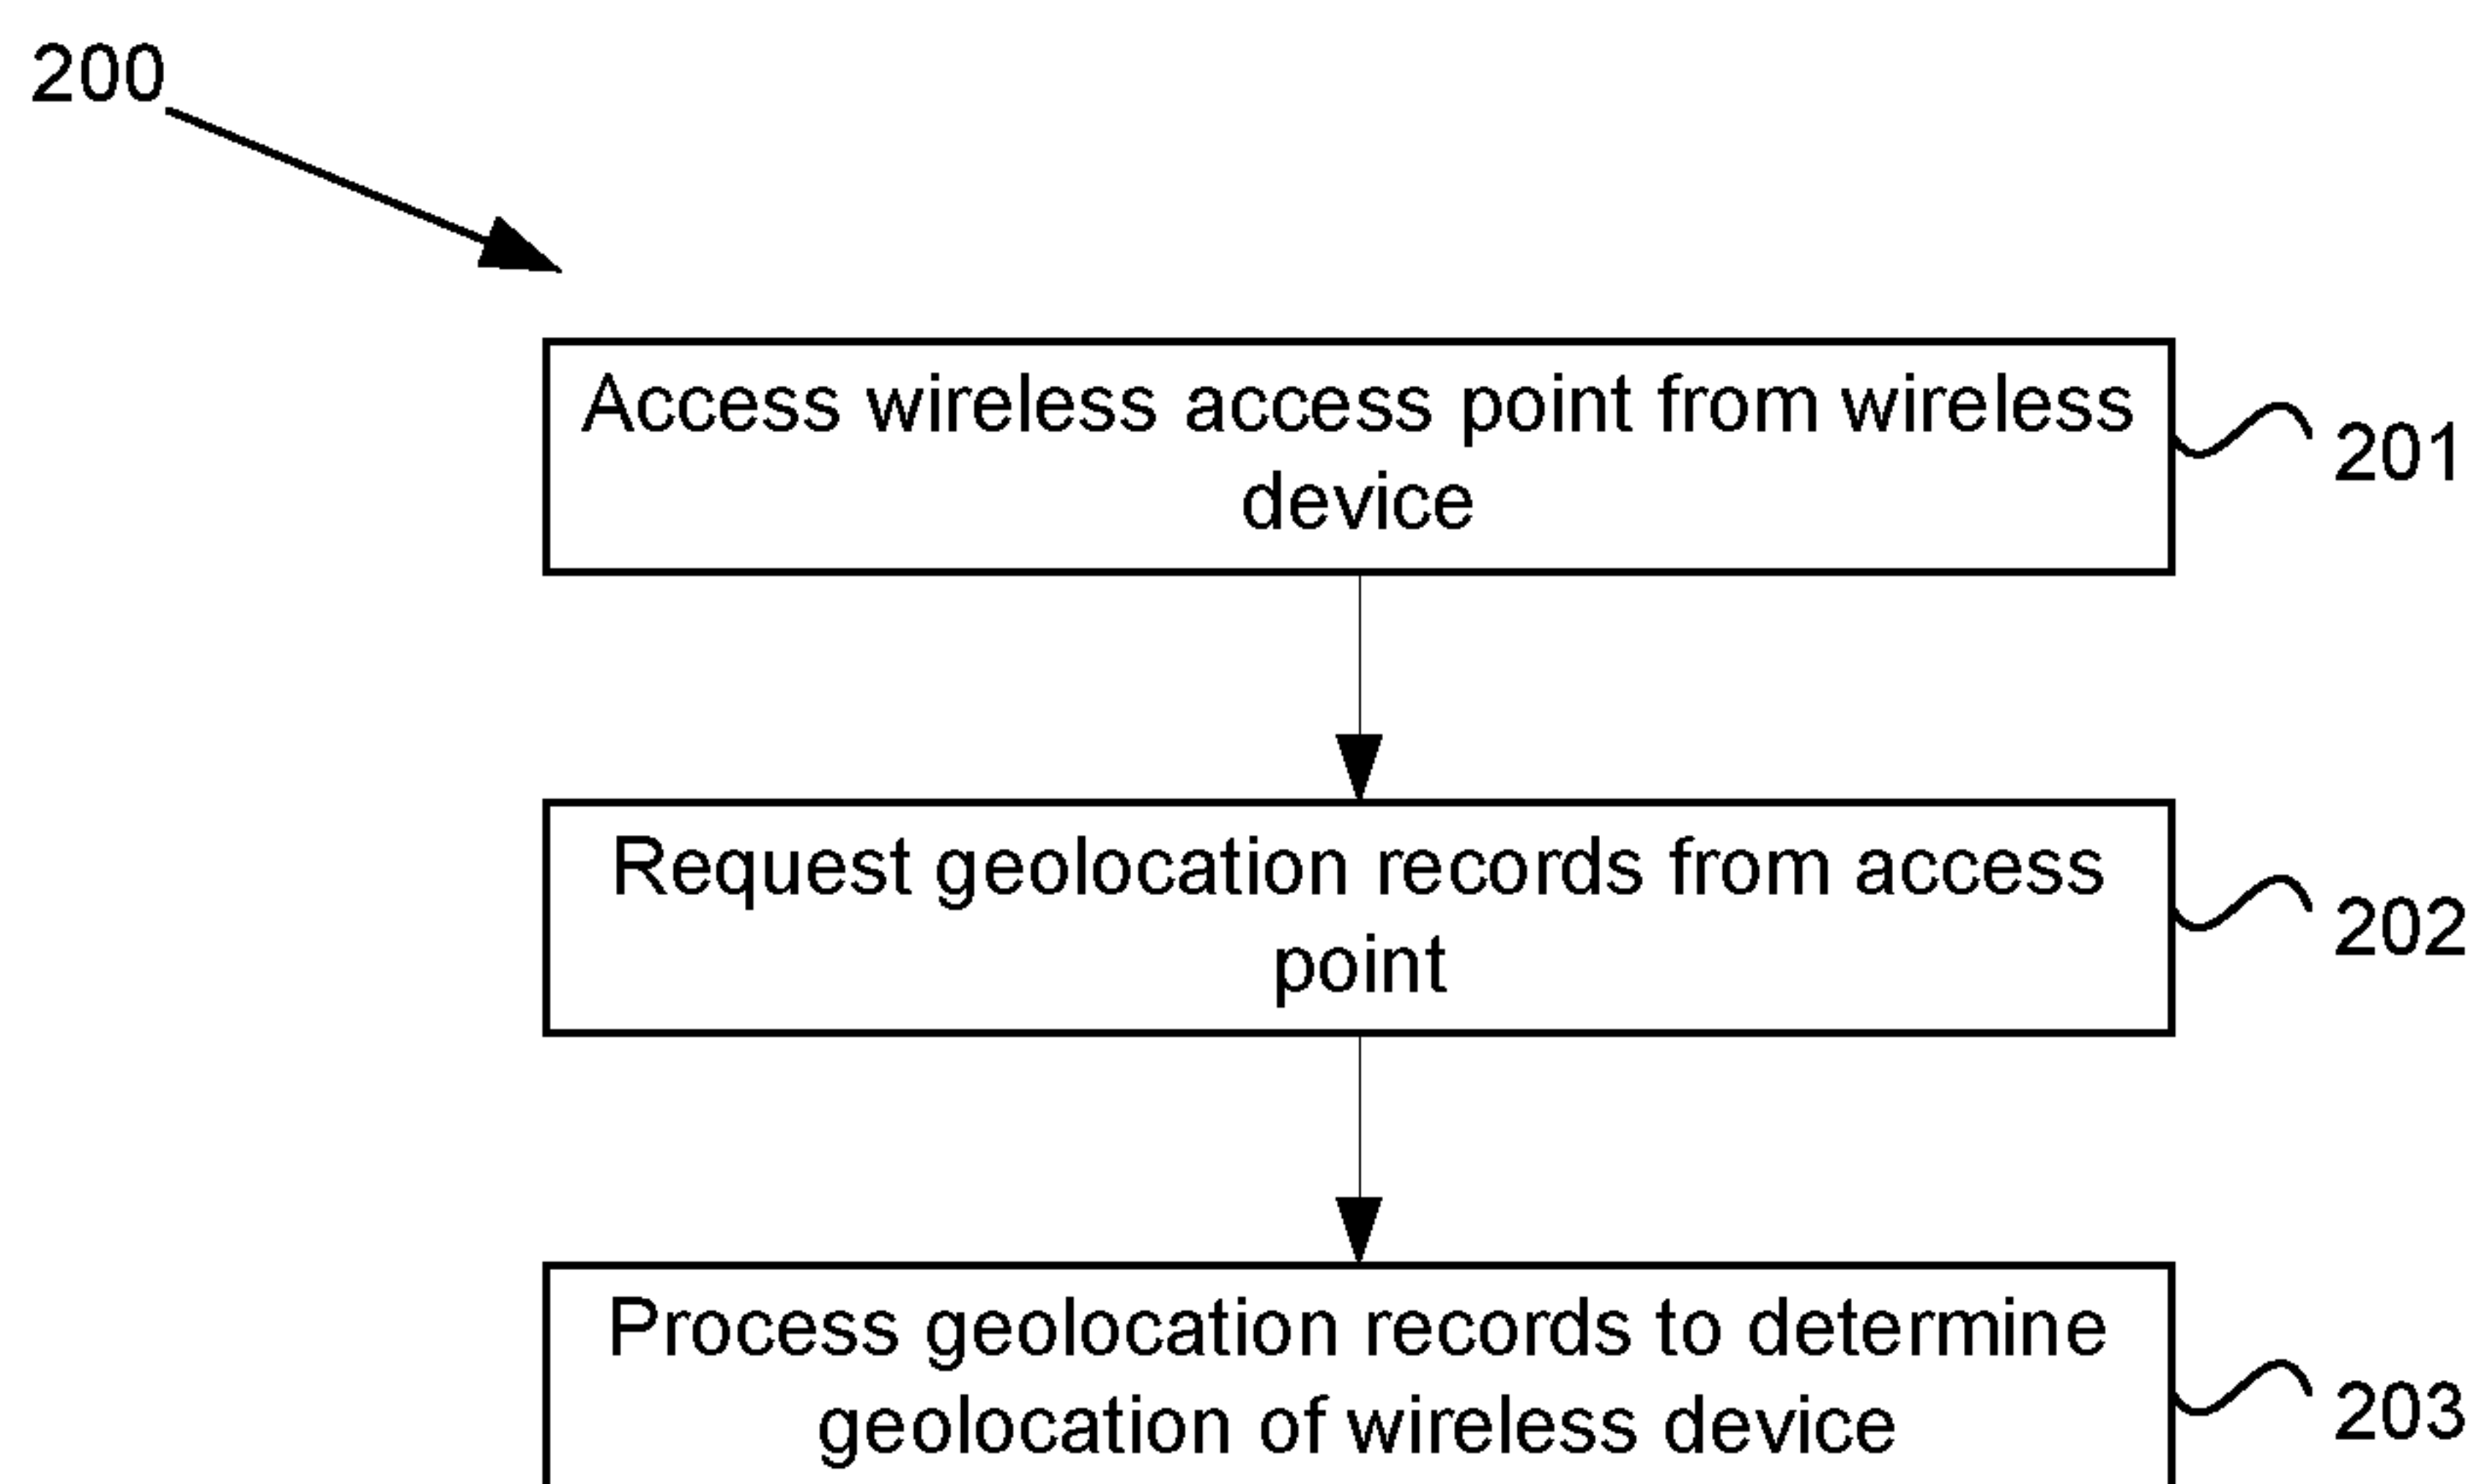 200
Access wireless access point from wireless
device
201
Request geolocation records from access
point
202
Process geolocation records to determine
geolocation of wireless device
203